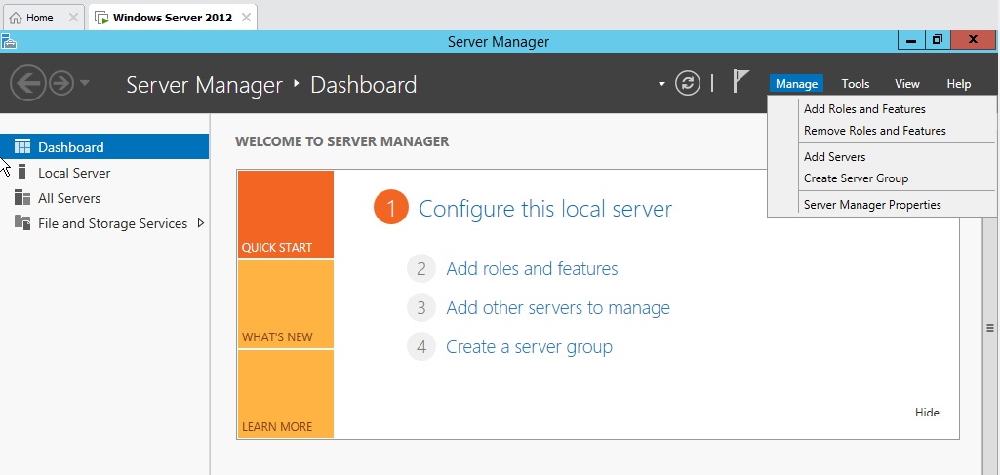 Home
Windows Server 2012
Server Manager
Server Manager Dashboard
Manage Tools View Help
Add Roles and Features
Remove Roles and Features
Add Servers
Create Server Group
Server Manager Properties
Dashboard
Local Server
All Servers
File and Storage Services
WELCOME TO SERVER MANAGER
QUICK START
WHAT'S NEW
LEARN MORE
1 Configure this local server
2 Add roles and features
3 Add other servers to manage
4 Create a server group
Hide